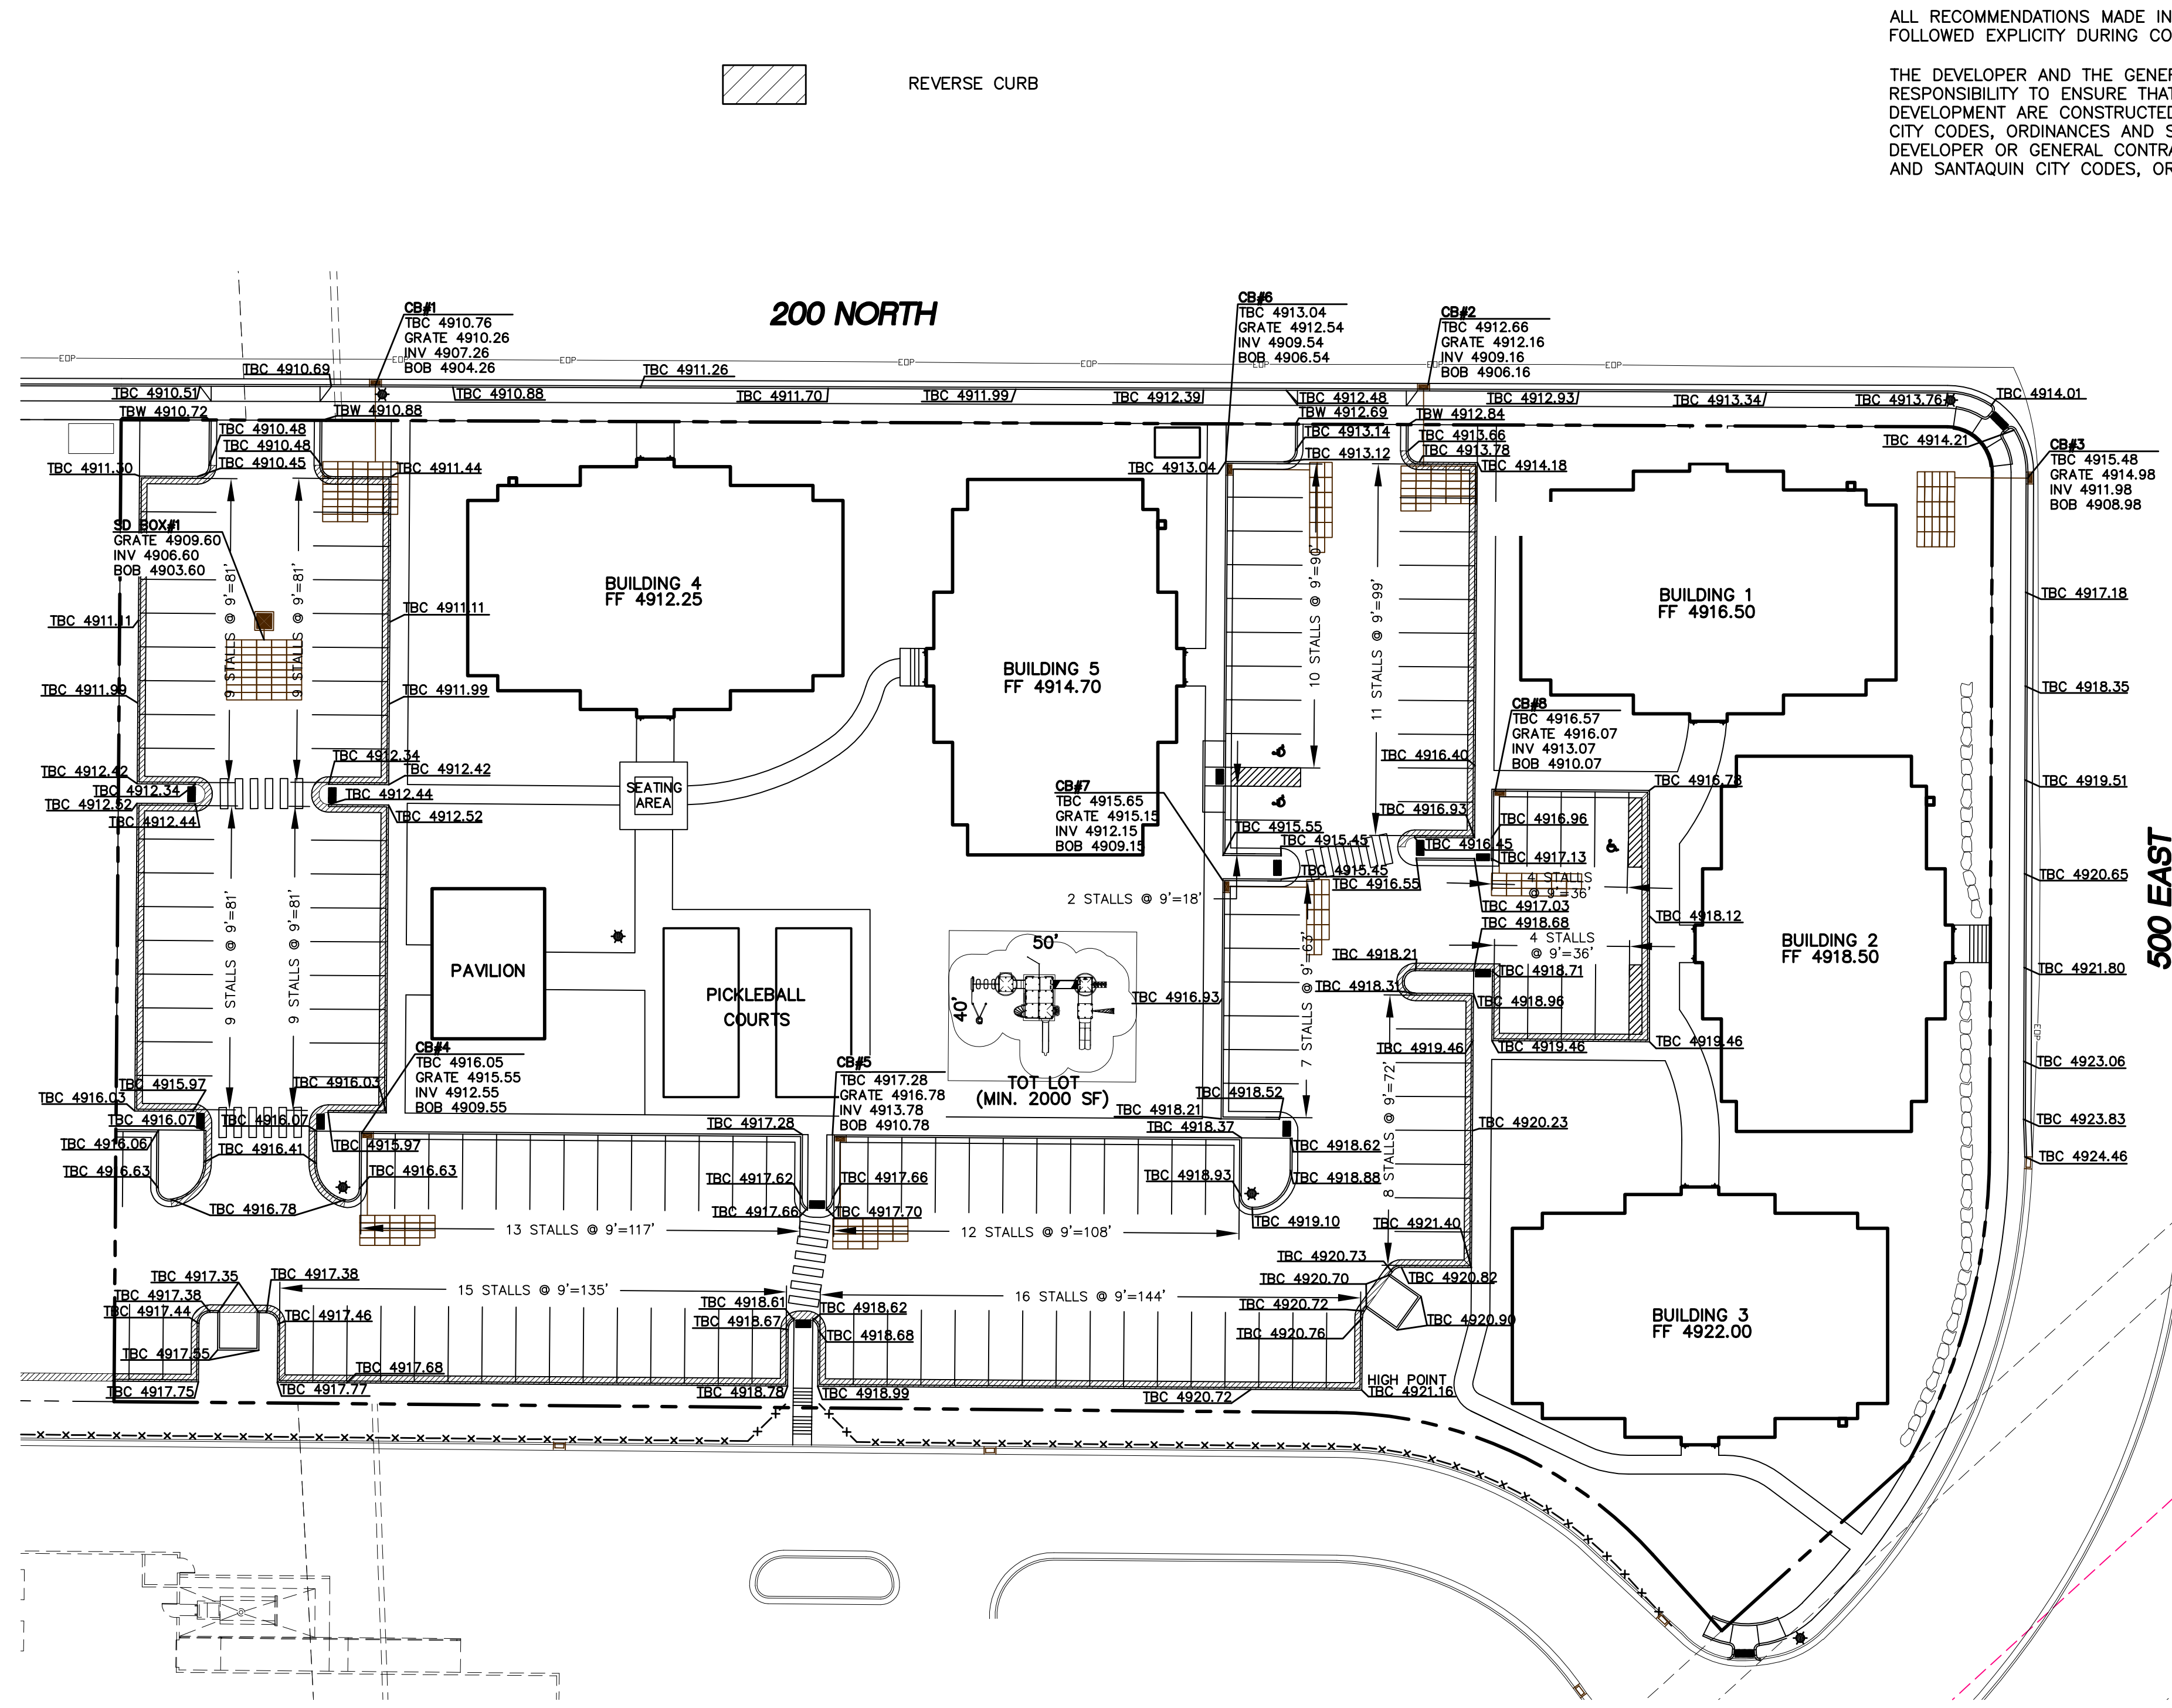 ALL RECOMMENDATIONS MADE IN
FOLLOWED EXPLICITY DURING CO
THE DEVELOPER AND THE GENER
RESPONSIBILITY TO ENSURE THAT
DEVELOPMENT ARE CONSTRUCTED
CITY CODES, ORDINANCES AND S
DEVELOPER OR GENERAL CONTRA
AND SANTAQUIN CITY CODES, OR
REVERSE CURB
200 NORTH
CB#1
TBC 4910.76
GRATE 4910.26
INV 4907.26
BOB 4904.26
CB#6
TBC 4913.04
GRATE 4912.54
INV 4909.54
BOB 4906.54
CB#2
TBC 4912.66
GRATE 4912.16
INV 4909.16
BOB 4906.16
EOP
EOP
EOP
EOP
EOP
EOP
EOP
EOP
TBC 4910.69
TBC 4911.26
TBC 4910.51
TBC 4910.88
TBC 4911.70
TBC 4911.99
TBC 4912.39
TBC 4912.48
TBC 4912.93
TBC 4913.34
TBC 4913.76
TBC 4914.01
TBW 4910.72
TBW 4910.88
TBW 4912.69
TBW 4912.84
TBC 4910.48
TBC 4910.48
TBC 4910.45
TBC 4911.30
TBC 4911.44
TBC 4913.14
TBC 4913.12
TBC 4913.04
TBC 4913.66
TBC 4913.78
TBC 4914.18
TBC 4914.21
CB#3
TBC 4915.48
GRATE 4914.98
INV 4911.98
BOB 4908.98
SD BOX#1
GRATE 4909.60
INV 4906.60
BOB 4903.60
9 STALLS @ 9'=81'
9 STALLS @ 9'=81'
BUILDING 4
FF 4912.25
BUILDING 5
FF 4914.70
10 STALLS @ 9'=90'
11 STALLS @ 9'=99'
BUILDING 1
FF 4916.50
TBC 4911.11
TBC 4911.11
TBC 4917.18
TBC 4911.99
TBC 4911.99
TBC 4918.35
CB#8
TBC 4916.57
GRATE 4916.07
INV 4913.07
BOB 4910.07
TBC 4912.34
TBC 4912.42
TBC 4912.42
TBC 4912.34
TBC 4912.44
TBC 4912.52
TBC 4912.52
TBC 4912.44
SEATING
AREA
CB#7
TBC 4915.65
GRATE 4915.15
INV 4912.15
BOB 4909.15
TBC 4916.40
TBC 4916.78
TBC 4919.51
TBC 4916.93
TBC 4916.96
TBC 4915.55
TBC 4915.45
TBC 4916.45
TBC 4917.13
TBC 4915.45
TBC 4916.55
4 STALLS
@ 9'=36'
2 STALLS @ 9'=18'
TBC 4917.03
TBC 4918.68
TBC 4918.12
TBC 4920.65
500 EAST
9 STALLS @ 9'=81'
9 STALLS @ 9'=81'
PAVILION
PICKLEBALL
COURTS
50'
40'
TOT LOT
(MIN. 2000 SF)
4 STALLS
@ 9'=36'
BUILDING 2
FF 4918.50
TBC 4918.21
TBC 4918.71
TBC 4918.31
TBC 4918.96
TBC 4916.93
TBC 4921.80
7 STALLS @ 9'=63'
8 STALLS @ 9'=72'
EOP
TBC 4919.46
TBC 4919.46
TBC 4919.46
TBC 4923.06
CB#4
TBC 4916.05
GRATE 4915.55
INV 4912.55
BOB 4909.55
CB#5
TBC 4917.28
GRATE 4916.78
INV 4913.78
BOB 4910.78
TBC 4915.97
TBC 4916.03
TBC 4916.03
TBC 4916.07
TBC 4916.07
TBC 4917.28
TBC 4918.52
TBC 4918.21
TBC 4918.37
TBC 4920.23
TBC 4923.83
TBC 4916.06
TBC 4916.41
TBC 4915.97
TBC 4918.62
TBC 4924.46
TBC 4916.63
TBC 4916.63
TBC 4917.62
TBC 4917.66
TBC 4918.93
TBC 4918.88
TBC 4916.78
TBC 4917.66
TBC 4917.70
TBC 4919.10
TBC 4921.40
13 STALLS @ 9'=117'
12 STALLS @ 9'=108'
TBC 4920.73
TBC 4917.35
TBC 4917.38
TBC 4920.70
TBC 4920.82
TBC 4917.38
15 STALLS @ 9'=135'
16 STALLS @ 9'=144'
TBC 4917.44
TBC 4917.46
TBC 4918.61
TBC 4918.62
TBC 4920.72
TBC 4918.67
TBC 4918.68
TBC 4920.76
TBC 4920.90
BUILDING 3
FF 4922.00
TBC 4917.55
TBC 4917.68
TBC 4917.75
TBC 4917.77
TBC 4918.78
TBC 4918.99
TBC 4920.72
HIGH POINT
TBC 4921.16